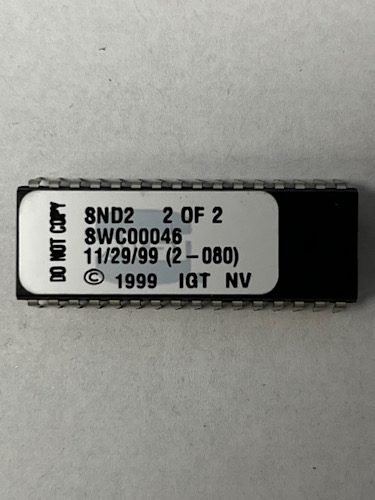 DO NOT COPY
SND2 2 OF 2
SWC00046
11/29/99 (2-080)
© 1999 IGT NV